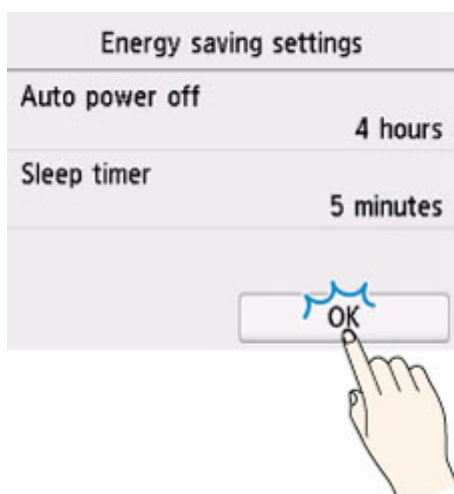 Energy saving settings
Auto power off
4 hours
Sleep timer
5 minutes
OK